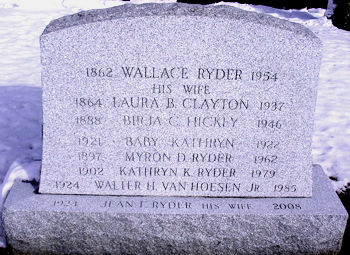 1862 WALLACE RYDER 1954
HIS WIFE
1864 LAURA B. CLAYTON 1937
1888 BIRJA C. HICKEY 1946
1921 BABY KATHRYN 1922
1897 MYRON D. RYDER 1962
1902 KATHRYN K. RYDER 1979
1924 WALTER H. VAN HOESEN JR. 1985
1924 JEAN E. RYDER HIS WIFE 2008